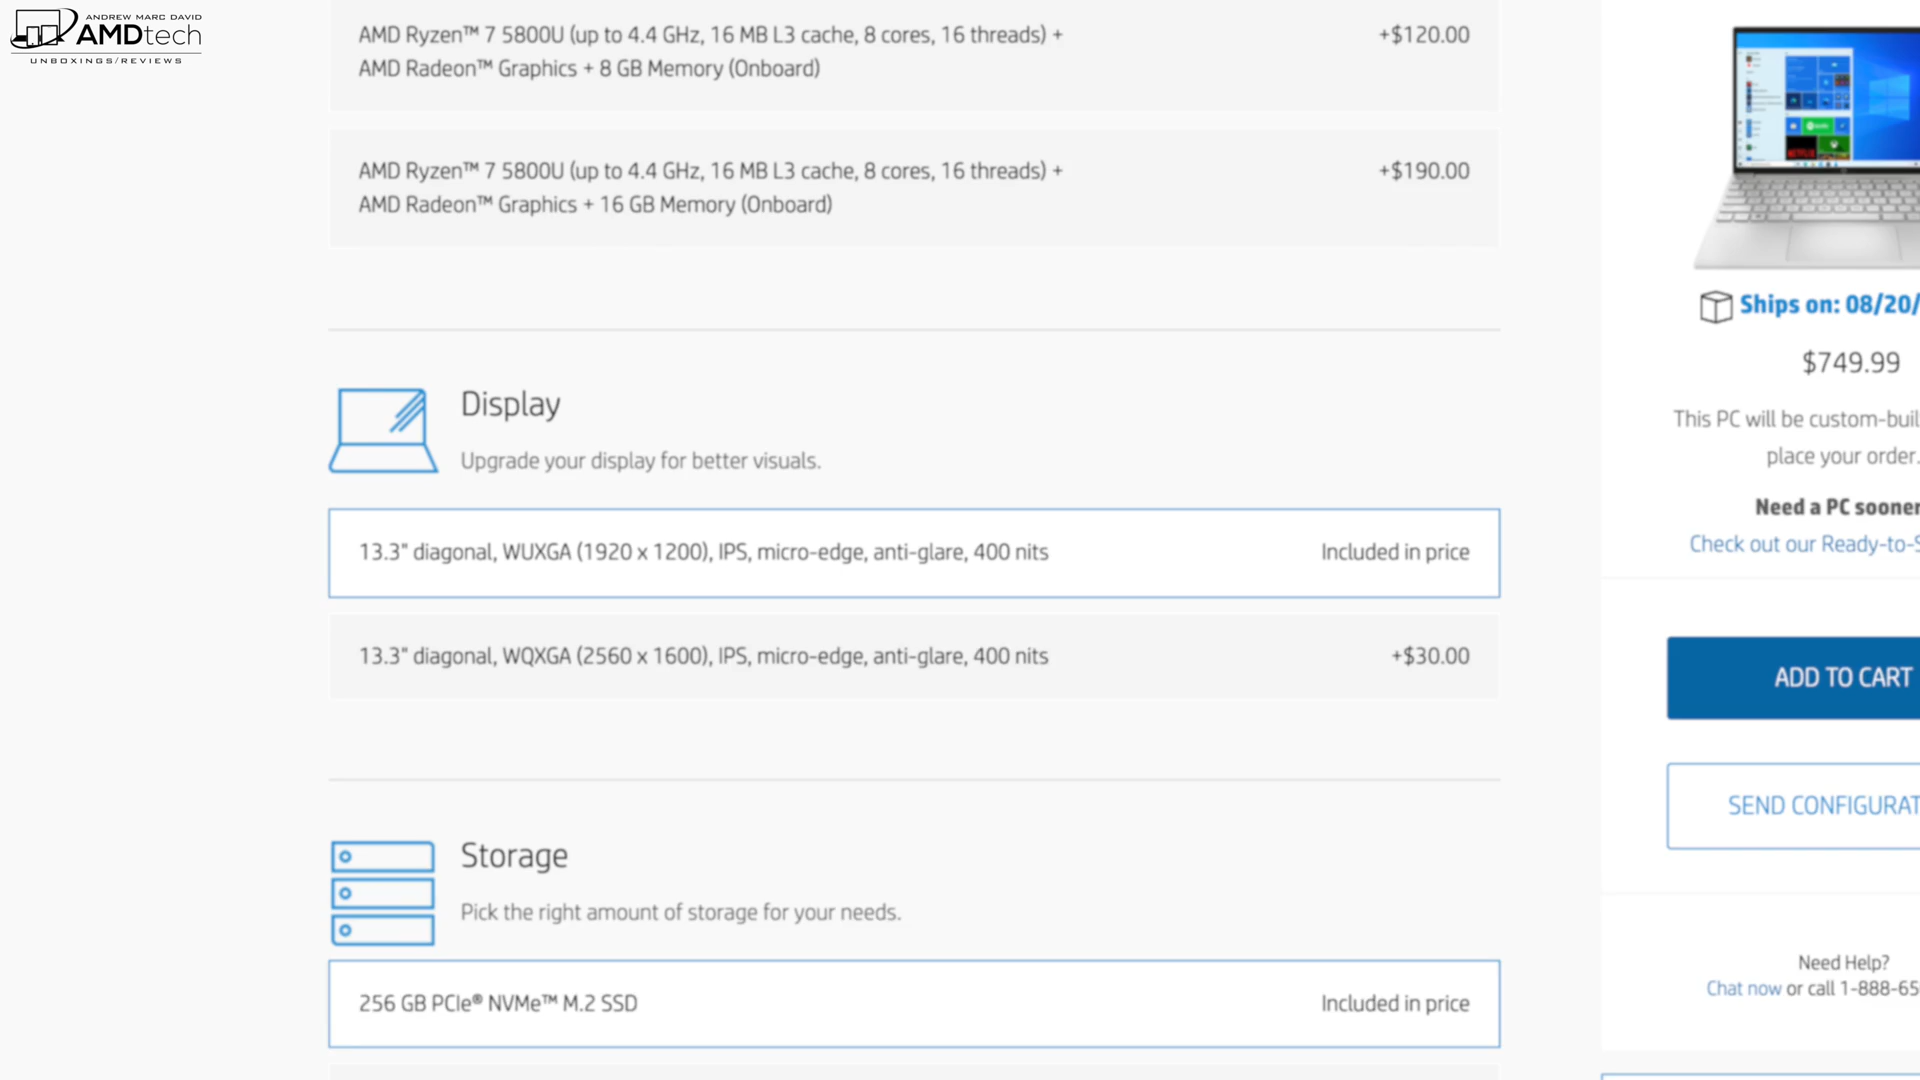 ANDREW MARC DAVID
AMDtech
UNBOXINGS/REVIEWS
AMD Ryzen™ 7 5800U (up to 4.4 GHz, 16 MB L3 cache, 8 cores, 16 threads) +
AMD Radeon™ Graphics + 8 GB Memory (Onboard)
+$120.00
AMD Ryzen™ 7 5800U (up to 4.4 GHz, 16 MB L3 cache, 8 cores, 16 threads) +
AMD Radeon™ Graphics + 16 GB Memory (Onboard)
+$190.00
Display
Upgrade your display for better visuals.
13.3" diagonal, WUXGA (1920 x 1200), IPS, micro-edge, anti-glare, 400 nits
Included in price
13.3" diagonal, WQXGA (2560 x 1600), IPS, micro-edge, anti-glare, 400 nits
+$30.00
Storage
Pick the right amount of storage for your needs.
256 GB PCIe® NVMe™ M.2 SSD
Included in price
NETFLIX
Ships on: 08/20/
$749.99
This PC will be custom-buil
place your order.
Need a PC sooner
Check out our Ready-to-S
ADD TO CART
SEND CONFIGURAT
Need Help?
Chat now or call 1-888-65